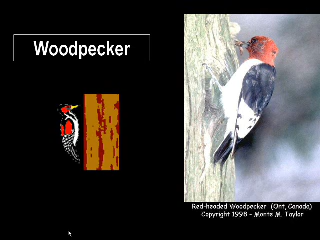 Woodpecker
Red-headed Woodpecker (Ont, Canada)
Copyright 1998 - Monte M. Taylor